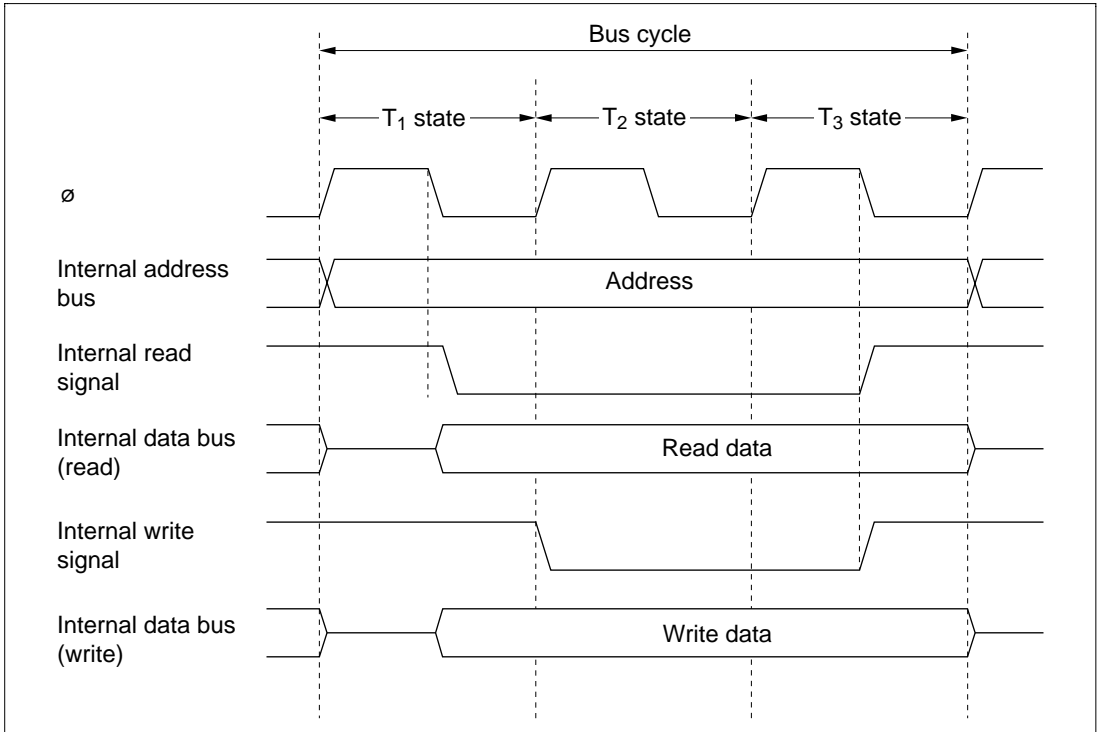 Bus cycle
T₁ state
T₂ state
T₃ state
ø
Internal address
bus
Address
Internal read
signal
Internal data bus
(read)
Read data
Internal write
signal
Internal data bus
(write)
Write data